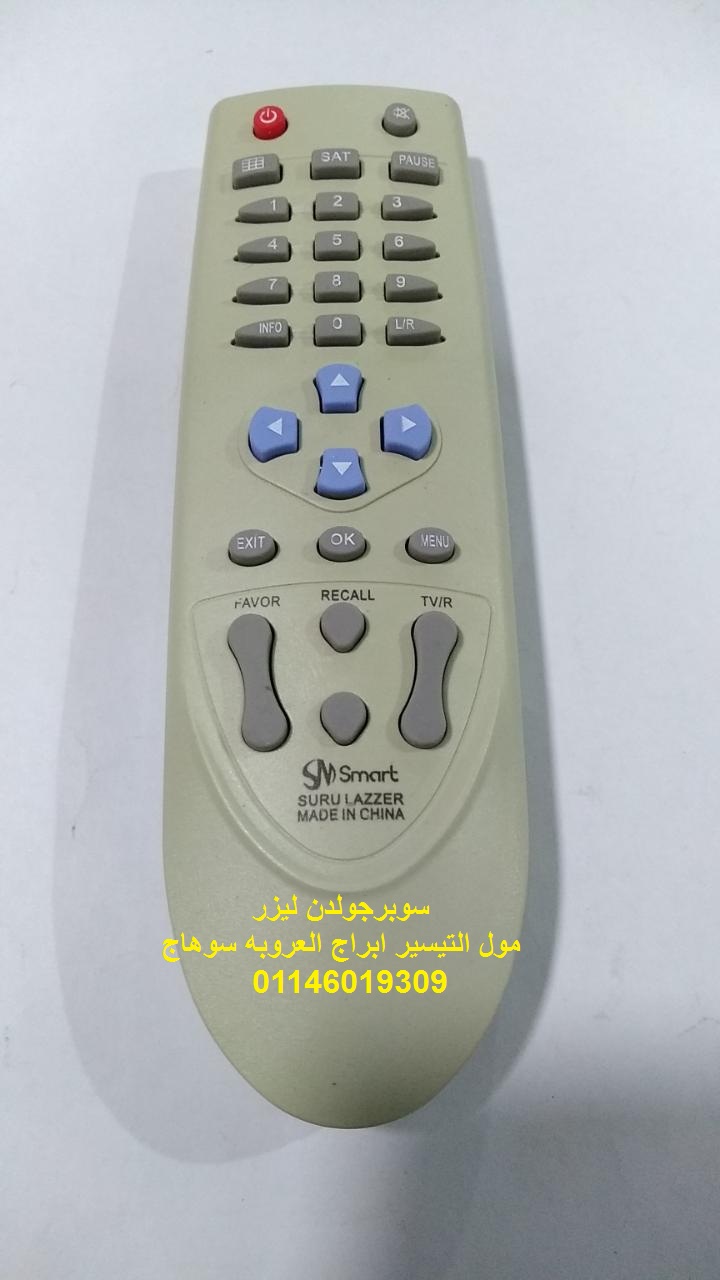 SAT PAUSE
1 2 3
4 5 6
7 8 9
INFO 0 L/R
EXIT OK MENU
FAVOR RECALL TV/R
SM Smart
SURU LAZZER
MADE IN CHINA
سوبرجولدن ليزر
مول التيسير ابراج العروبه سوهاج
01146019309